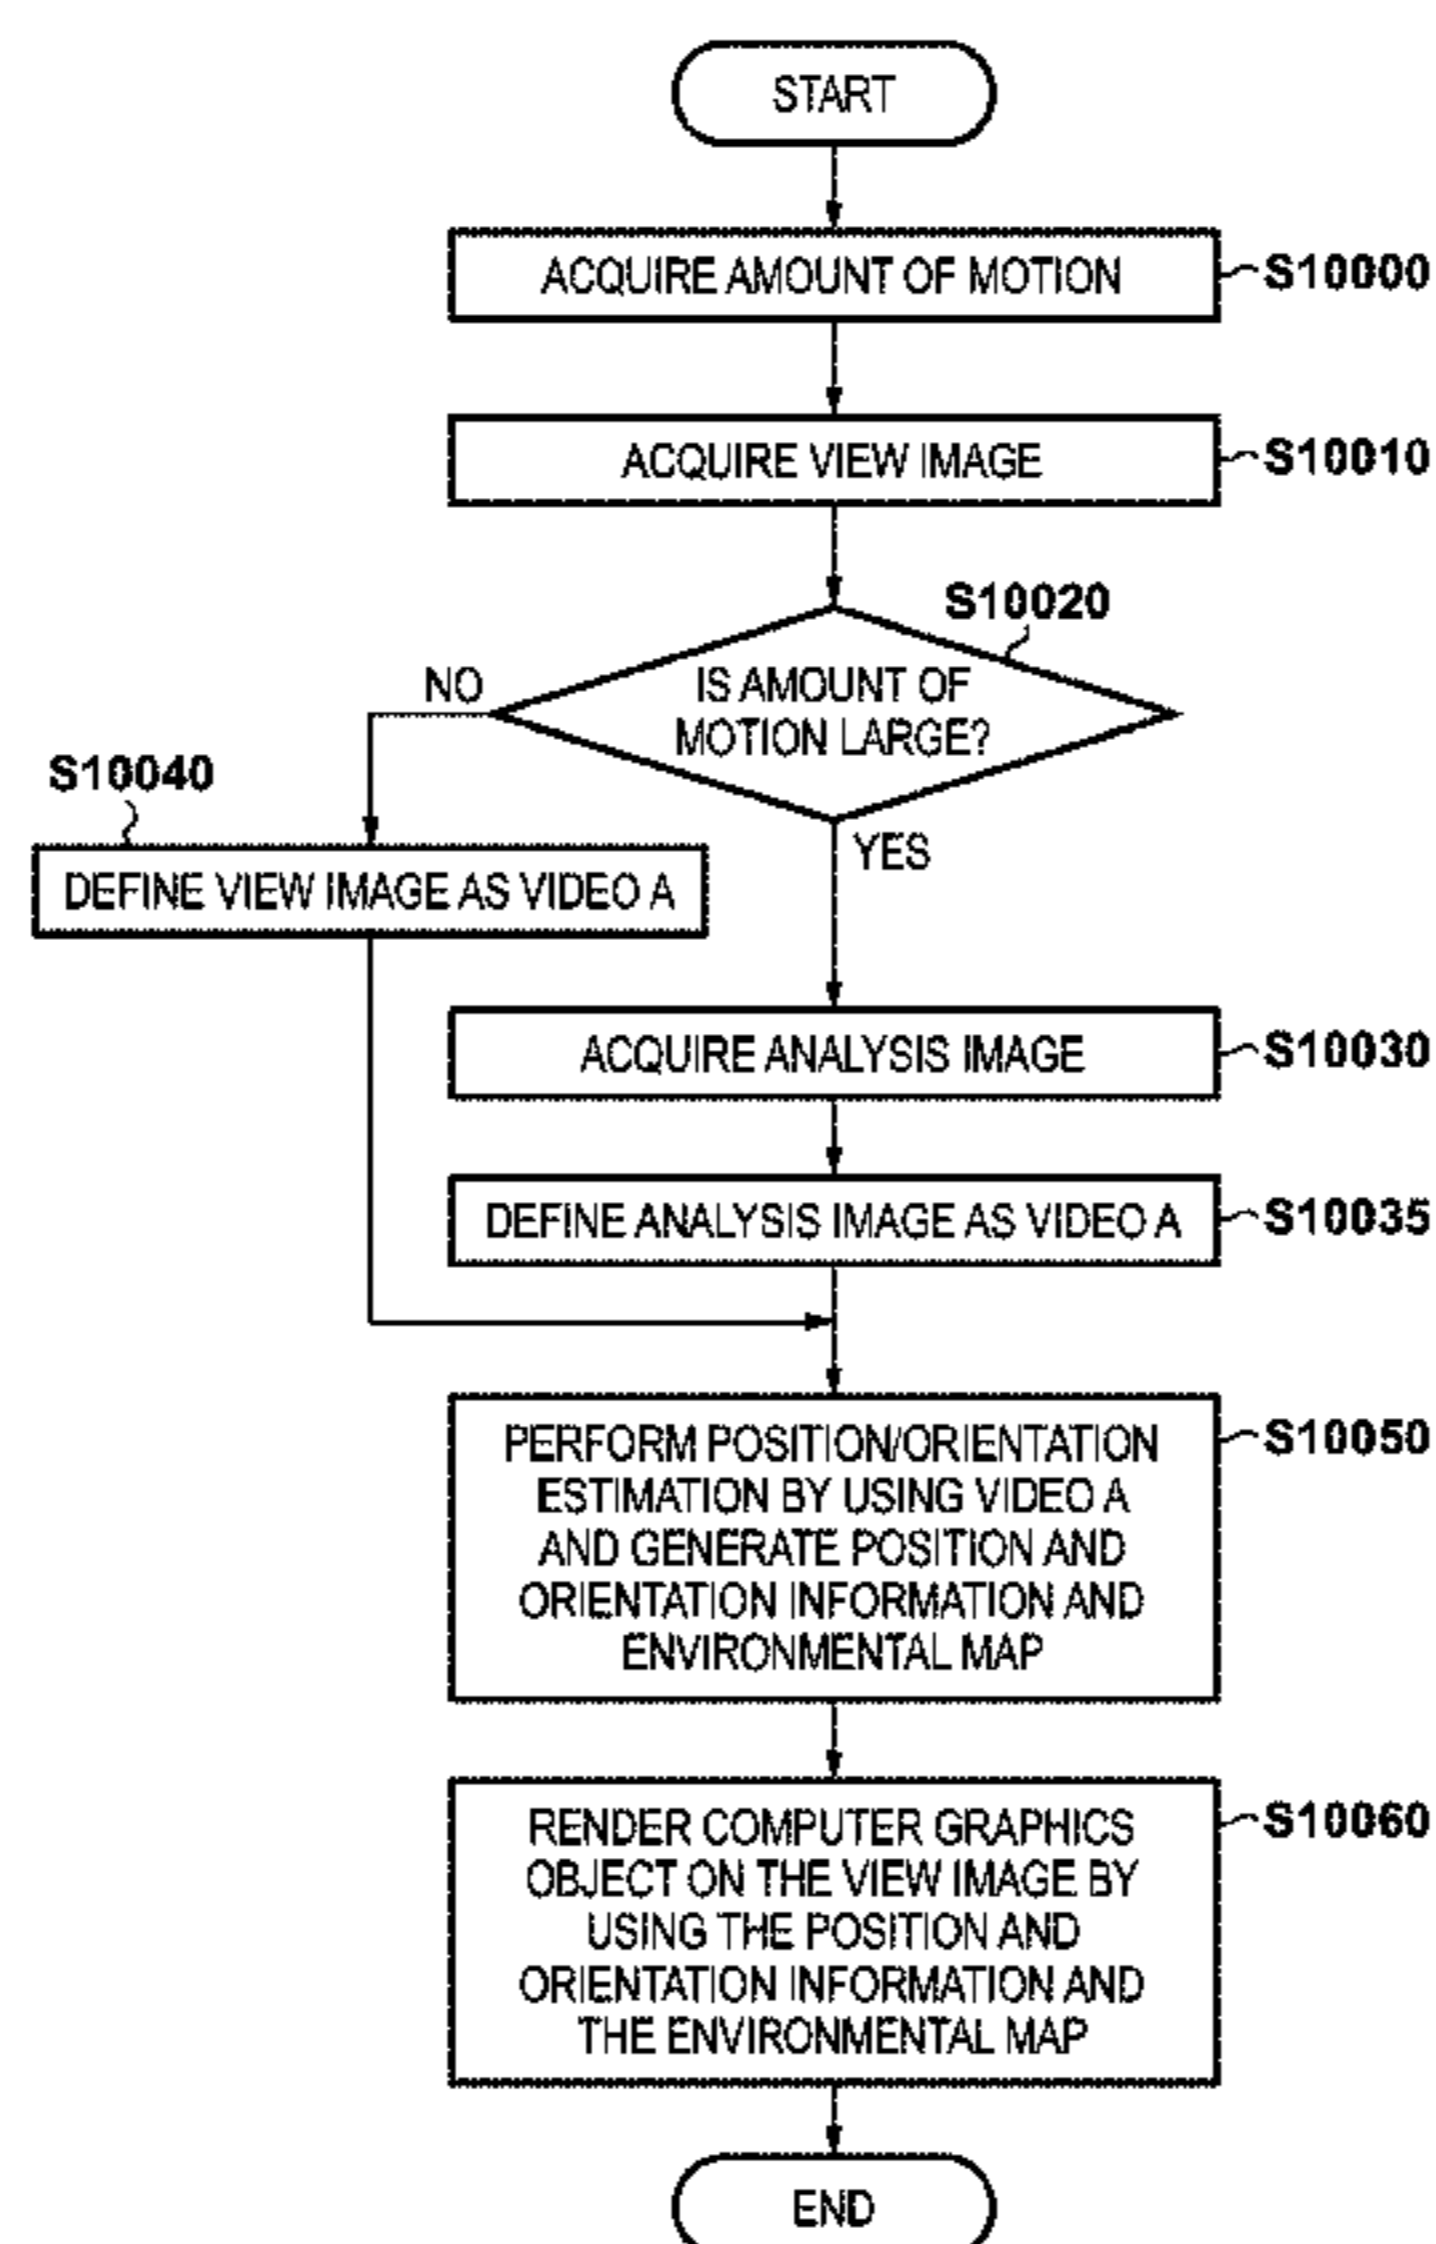 START
ACQUIRE AMOUNT OF MOTION
S10000
ACQUIRE VIEW IMAGE
S10010
S10020
IS AMOUNT OF
MOTION LARGE?
NO
YES
S10040
DEFINE VIEW IMAGE AS VIDEO A
ACQUIRE ANALYSIS IMAGE
S10030
DEFINE ANALYSIS IMAGE AS VIDEO A
S10035
PERFORM POSITION/ORIENTATION
ESTIMATION BY USING VIDEO A
AND GENERATE POSITION AND
ORIENTATION INFORMATION AND
ENVIRONMENTAL MAP
S10050
RENDER COMPUTER GRAPHICS
OBJECT ON THE VIEW IMAGE BY
USING THE POSITION AND
ORIENTATION INFORMATION AND
THE ENVIRONMENTAL MAP
S10060
END